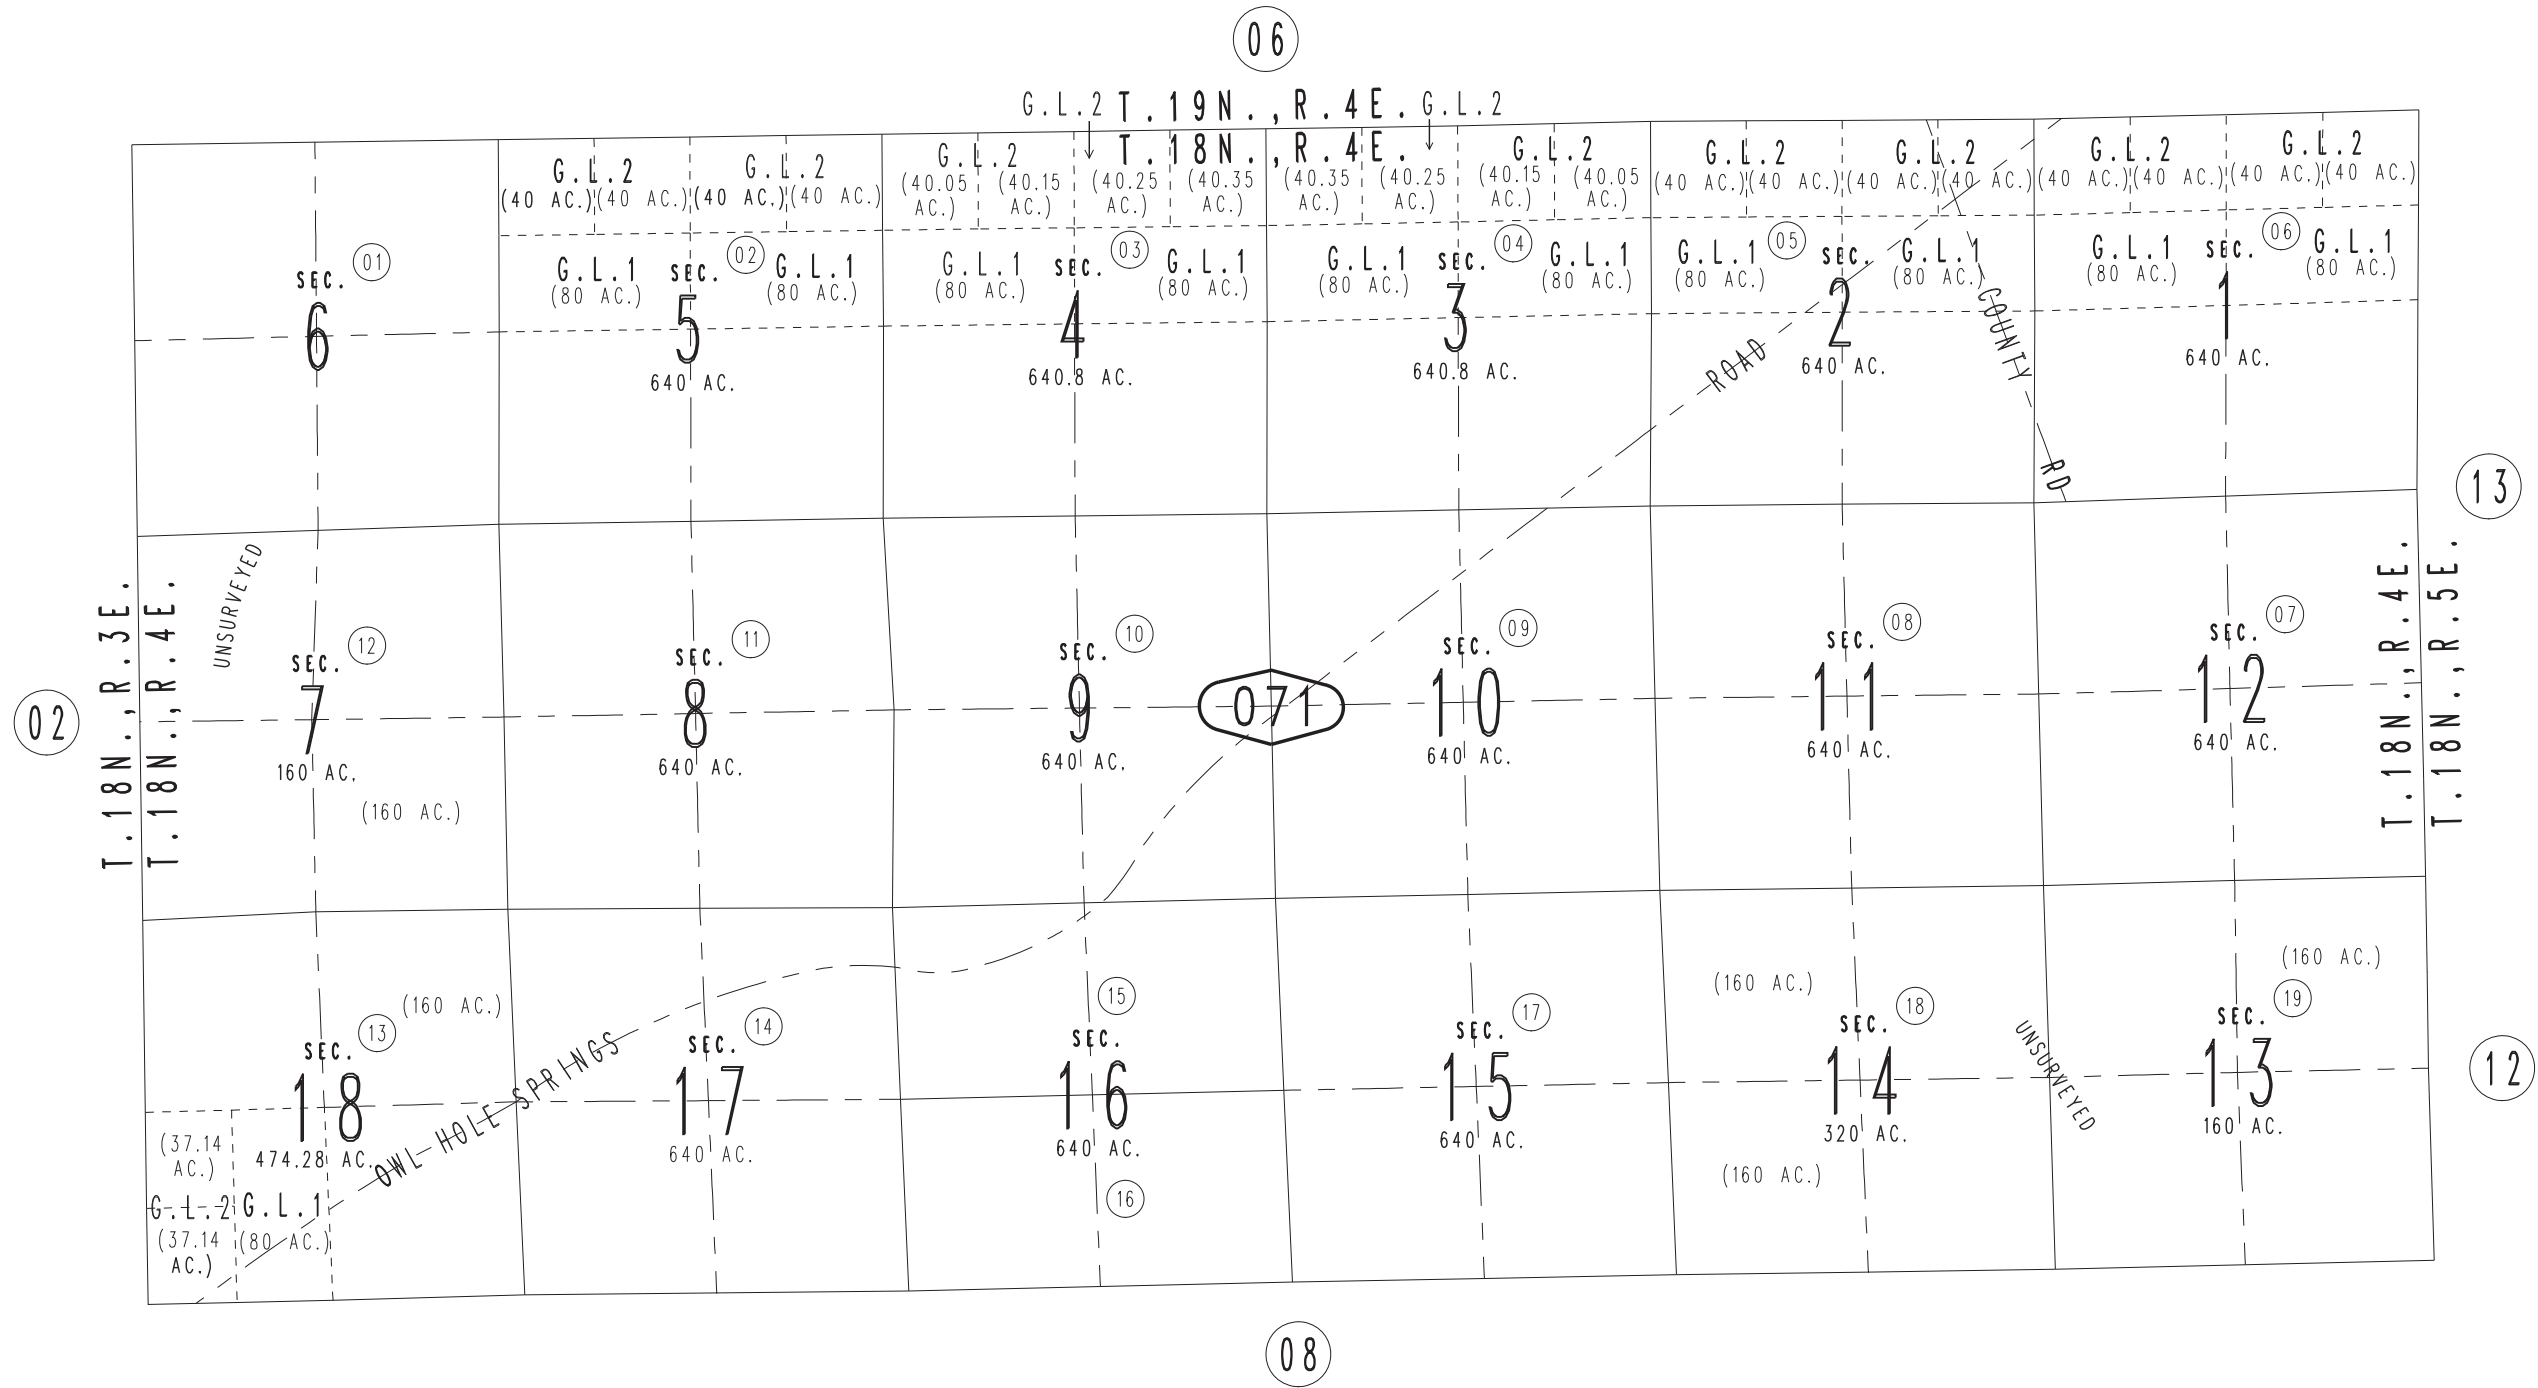 06
G.L.2 T.19N.,R.4E. G.L.2
T.18N.,R.4E.
G.L.2 G.L.2 G.L.2 G.L.2 G.L.2 G.L.2 G.L.2 G.L.2
(40 AC.) (40 AC.) (40 AC.) (40 AC.)
(40.05 AC.) (40.15 AC.) (40.25 AC.) (40.35 AC.)
(40.35 AC.) (40.25 AC.) (40.15 AC.) (40.05 AC.)
(40 AC.) (40 AC.) (40 AC.) (40 AC.)
(40 AC.) (40 AC.) (40 AC.) (40 AC.)
SEC. 01
6
G.L.1 SEC. 02 G.L.1
(80 AC.) 5 (80 AC.)
640 AC.
G.L.1 SEC. 03 G.L.1
(80 AC.) 4 (80 AC.)
640.8 AC.
G.L.1 SEC. 04 G.L.1
(80 AC.) 3 (80 AC.)
640.8 AC.
G.L.1 SEC. 05 G.L.1
(80 AC.) 2 (80 AC.)
640 AC.
G.L.1 SEC. 06 G.L.1
(80 AC.) 1 (80 AC.)
640 AC.
ROAD
COUNTY RD
13
T.18N.,R.3E.
T.18N.,R.4E.
UNSURVEYED
02
SEC. 12
7
160 AC.
(160 AC.)
SEC. 11
8
640 AC.
SEC. 10
9
640 AC.
071
SEC. 09
10
640 AC.
SEC. 08
11
640 AC.
SEC. 07
12
640 AC.
T.18N.,R.4E.
T.18N.,R.5E.
(160 AC.)
SEC. 13
18
474.28 AC.
(37.14
AC.)
G.L.2 G.L.1
(37.14 (80 AC.)
AC.)
OWL HOLE SPRINGS
SEC. 14
17
640 AC.
15
SEC.
16
640 AC.
16
SEC. 17
15
640 AC.
(160 AC.)
SEC. 18
14
320 AC.
(160 AC.)
UNSURVEYED
(160 AC.)
SEC. 19
13
160 AC.
12
08